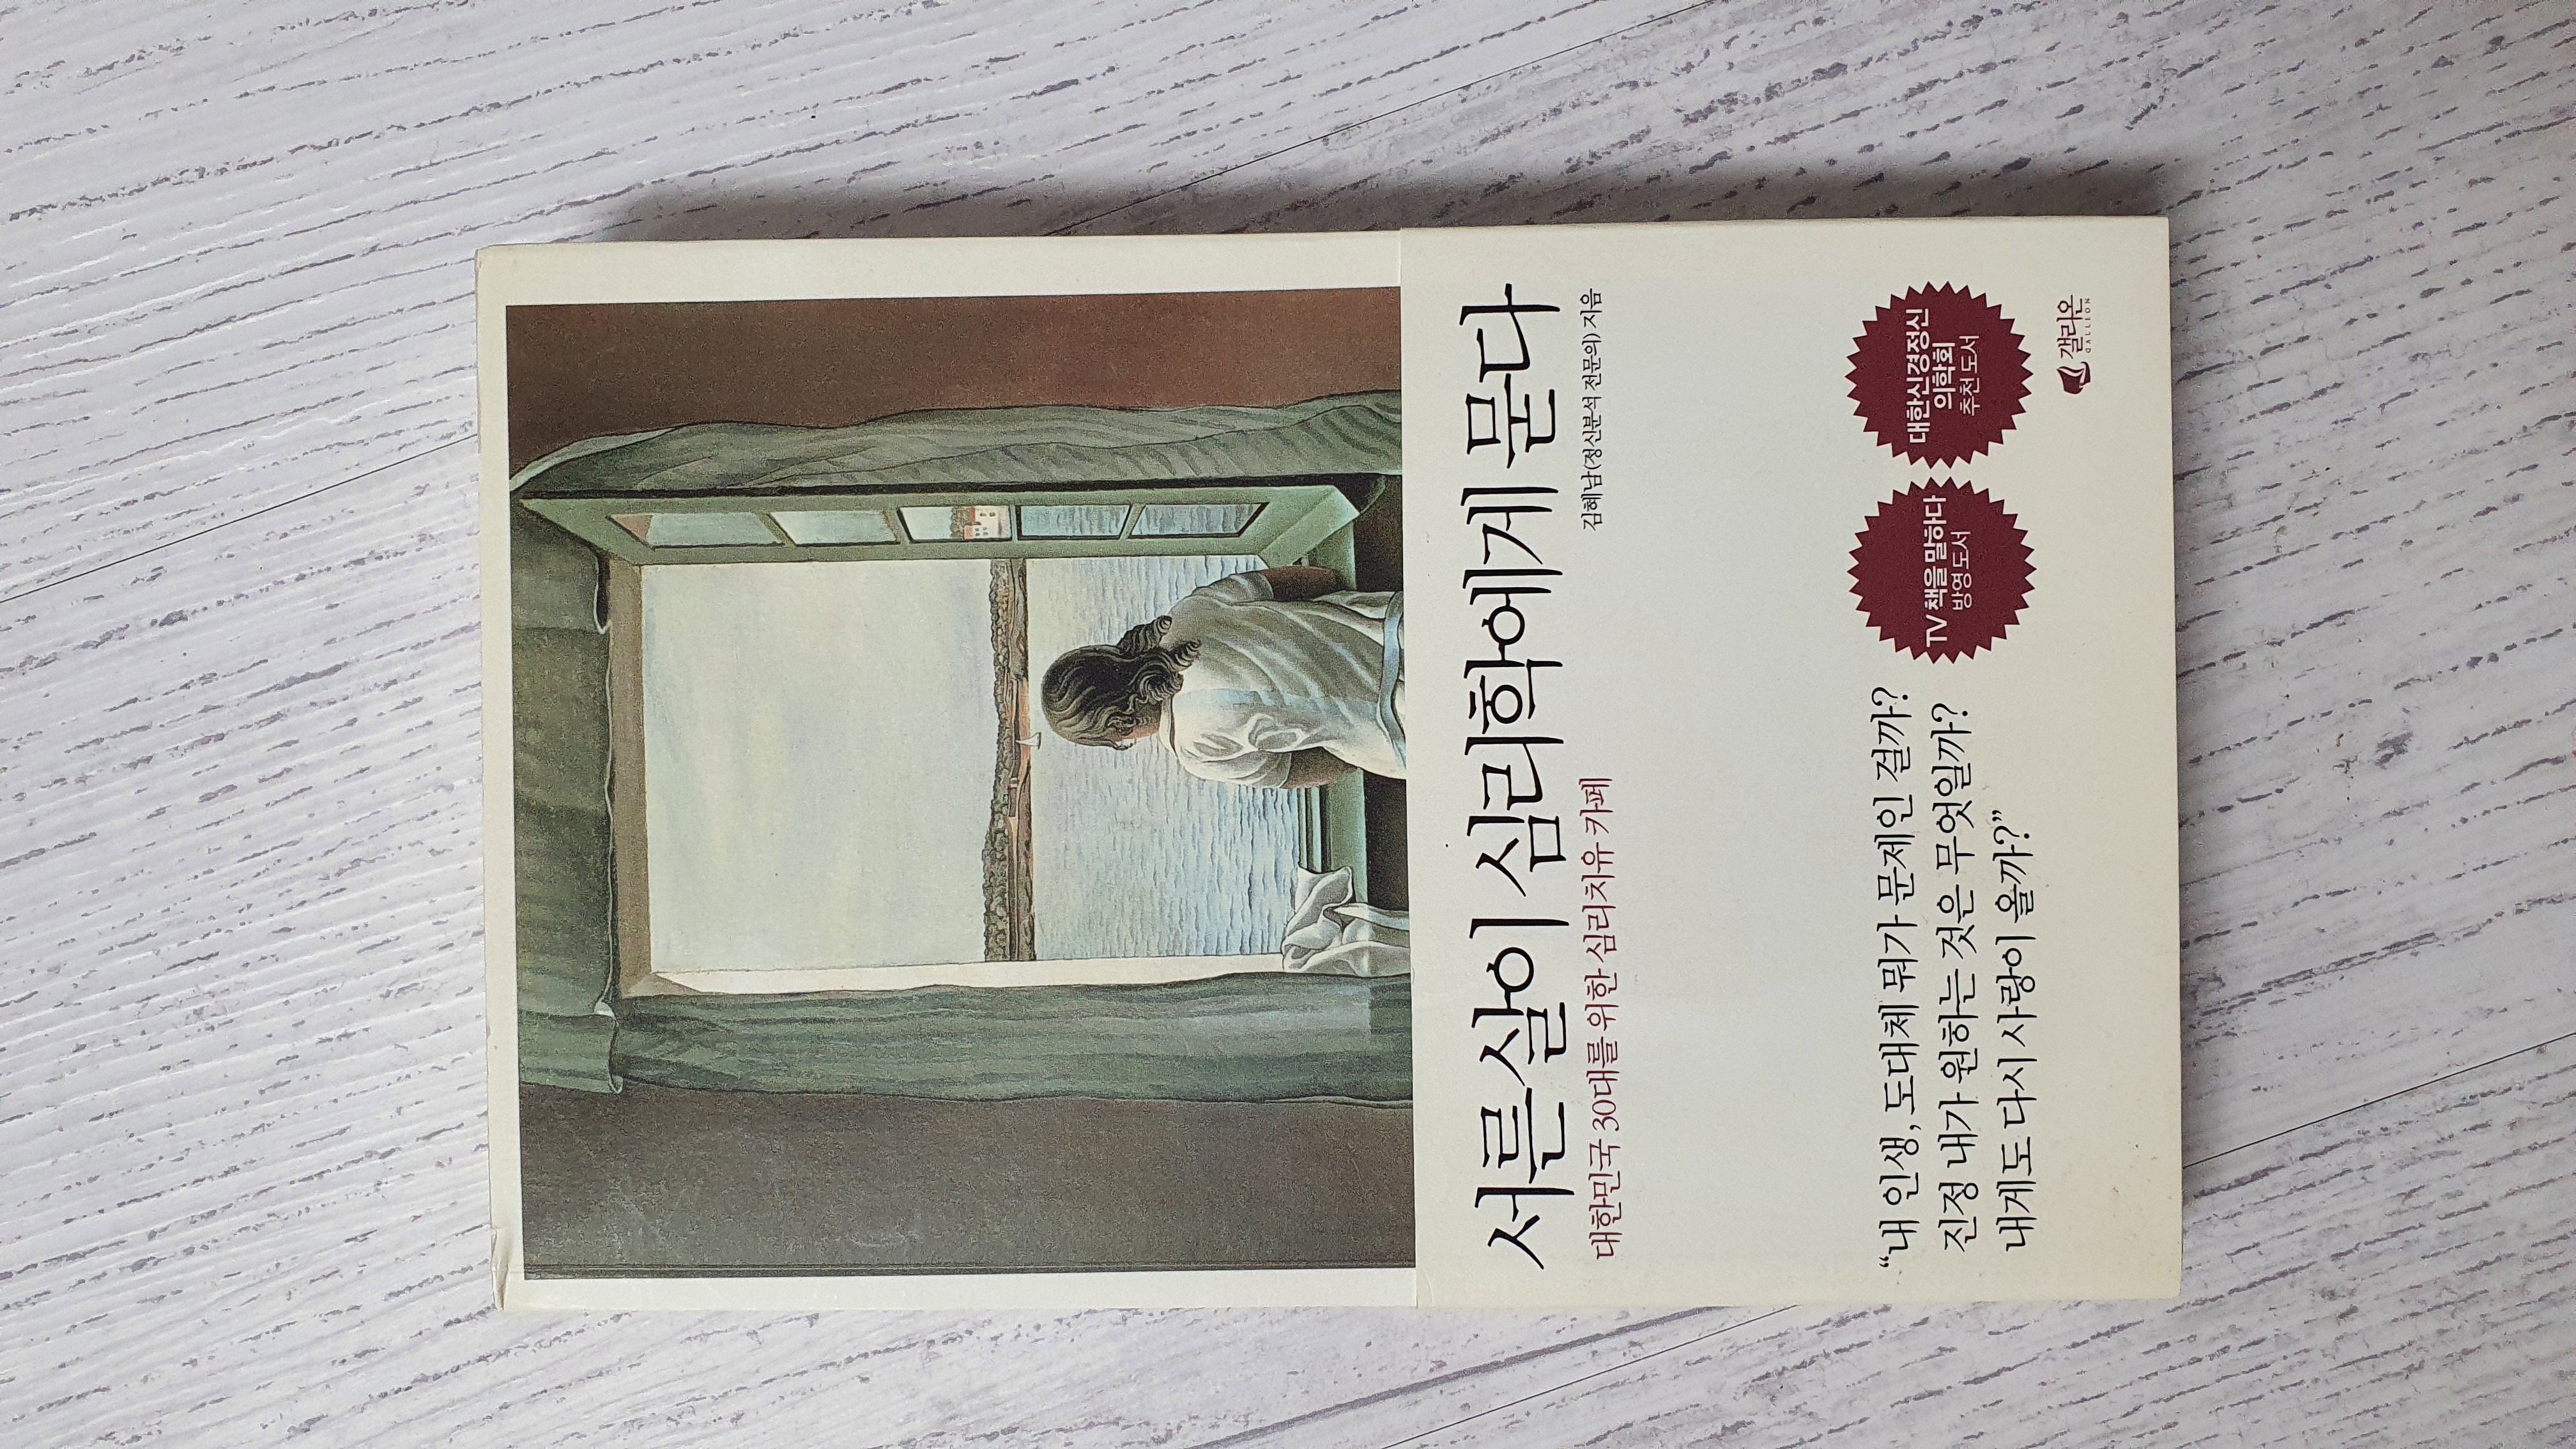 서른살이 심리학에게 묻다
대한민국 30대를 위한 심리치유 카페
김혜남(정신분석 전문의) 지음
“내 인생, 도대체 뭐가 문제인 걸까?
진정 내가 원하는 것은 무엇일까?
내게도 다시 사랑이 올까?”
TV 책을 말하다
방영 도서
대한신경정신
의학회
추천 도서
갤리온
GALLEON